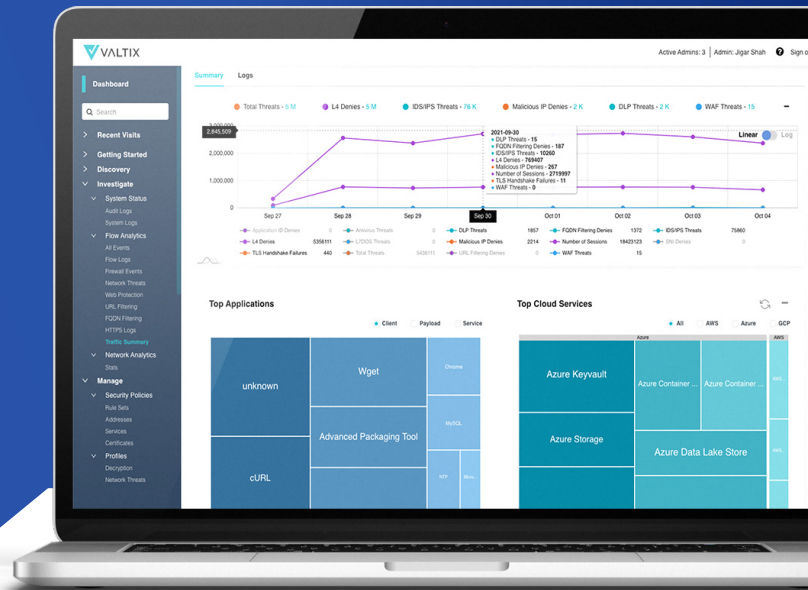 VALTIX
Active Admins: 3 | Admin: Jigar Shah ? Sign o
Dashboard
Search
Recent Visits
Getting Started
Discovery
Investigate
System Status
Audit Logs
System Logs
Flow Analytics
All Events
Flow Logs
Firewall Events
Network Threats
Web Protection
URL Filtering
FQDN Filtering
HTTPS Logs
Traffic Summary
Network Analytics
Stats
Manage
Security Policies
Rule Sets
Addresses
Services
Certificates
Profiles
Decryption
Network Threats
Summary Logs
Total Threats - 5 M L4 Denies - 5 M IDS/IPS Threats - 76 K Malicious IP Denies - 2 K DLP Threats - 2 K WAF Threats - 15
3,000,000
2,845,509
2,000,000
1,000,000
0
Linear Log
2021-09-30
DLP Threats - 15
FQDN Filtering Denies - 187
IDS/IPS Threats - 10260
L4 Denies - 769407
Malicious IP Denies - 267
Number of Sessions - 2719997
TLS Handshake Failures - 11
WAF Threats - 0
Sep 27 Sep 28 Sep 29 Sep 30 Oct 01 Oct 02 Oct 03 Oct 04
Application ID Denies 0 Antivirus Threats 0 DLP Threats 1657 FQDN Filtering Denies 1372 IDS/IPS Threats 75860
L4 Denies 5356111 L7DOS Threats 0 Malicious IP Denies 2214 Number of Sessions 18423123 SNI Denies 0
TLS Handshake Failures 440 Total Threats 5436111 URL Filtering Denies 0 WAF Threats 15
Top Applications
Client Payload Service
unknown
Wget
Chrome
Advanced Packaging Tool
MySQL
cURL
NTP
Top Cloud Services
All AWS Azure GCP
Azure AWS
Azure Keyvault
Azure Container ...
Azure Container ...
Azure Storage
Azure Data Lake Store